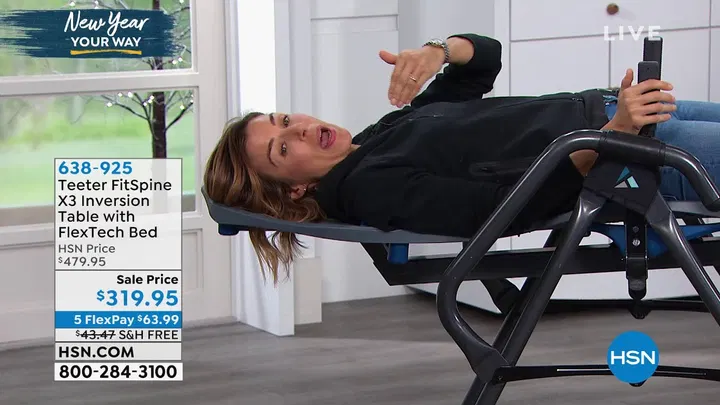 New Year
YOUR WAY
HSN
LIVE
638-925
Teeter FitSpine
X3 Inversion
Table with
FlexTech Bed
HSN Price
$479.95
Sale Price
$319.95
5 FlexPay $63.99
$43.47 S&H FREE
HSN.COM
800-284-3100
HSN